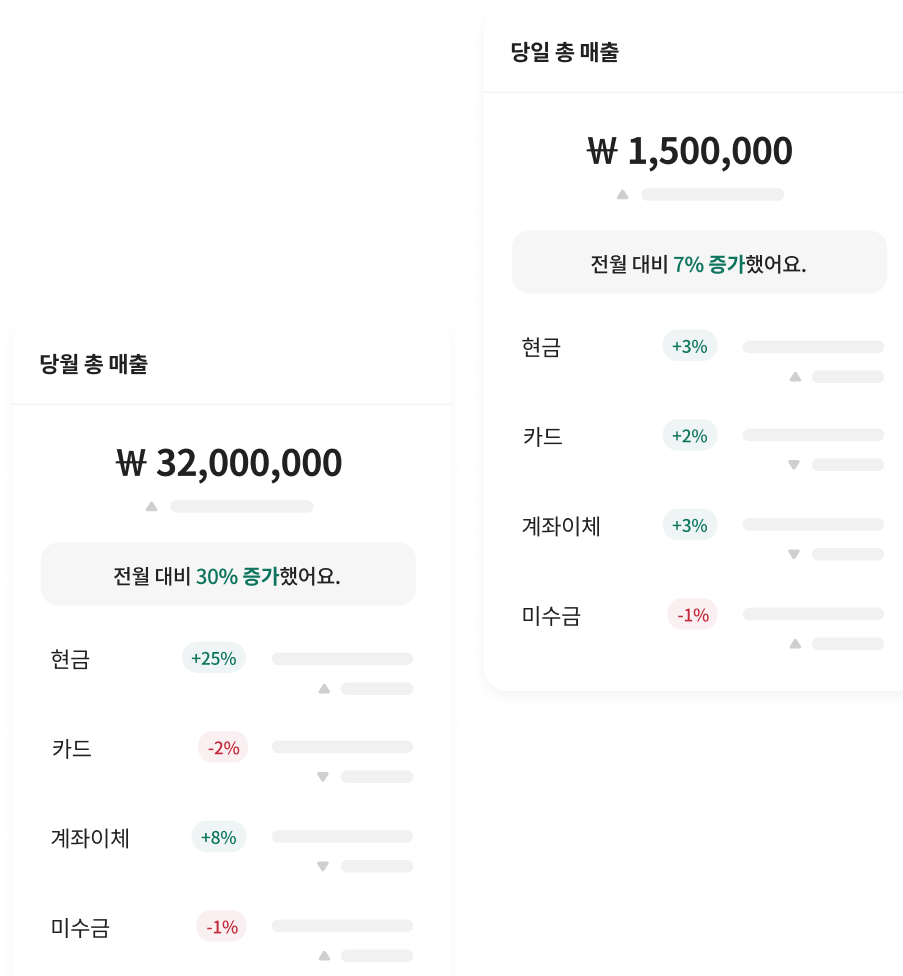 당일 총 매출
₩ 1,500,000
전월 대비 7% 증가했어요.
현금 +3%
카드 +2%
계좌이체 +3%
미수금 -1%
당월 총 매출
₩ 32,000,000
전월 대비 30% 증가했어요.
현금 +25%
카드 -2%
계좌이체 +8%
미수금 -1%